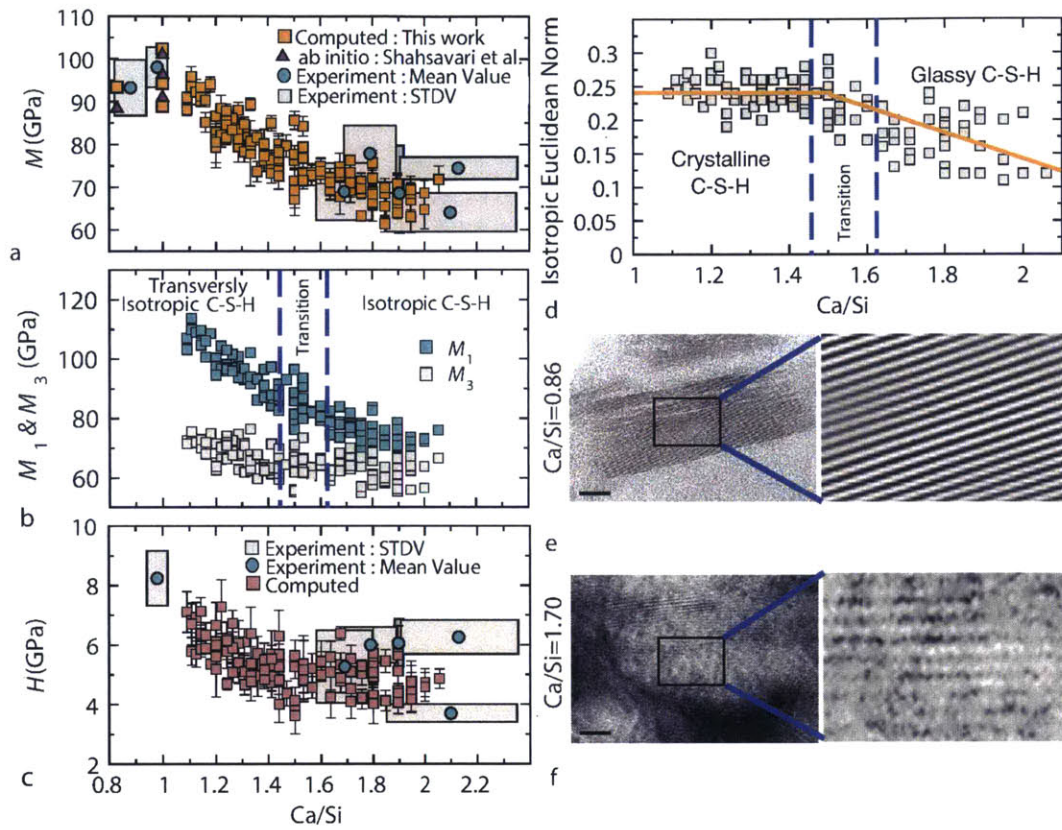 110
100
90
80
70
60
M (GPa)
Computed : This work
ab initio : Shahsavari et al
Experiment : Mean Value
Experiment : STDV
a
120
100
80
60
M1 & M3 (GPa)
Transversly
Isotropic C-S-H
Transition
Isotropic C-S-H
M1
M3
b
10
8
6
4
2
H(GPa)
Experiment : STDV
Experiment : Mean Value
Computed
0.8 1 1.2 1.4 1.6 1.8 2 2.2
Ca/Si
c
0.3
0.25
0.2
0.15
0.1
0.05
0
Isotropic Euclidean Norm
Glassy C-S-H
Crystalline
C-S-H
Transition
1.2 1.4 1.6 1.8 2
Ca/Si
d
Ca/Si=0.86
e
Ca/Si=1.70
f